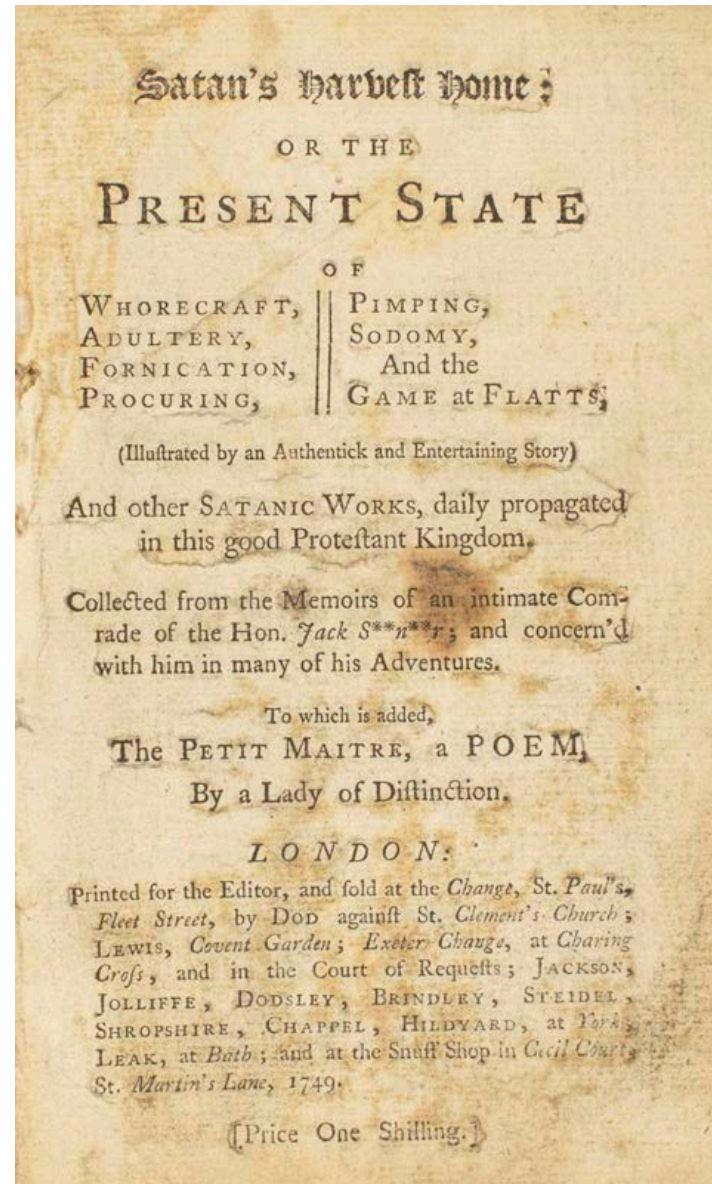 Satan's Harveſt Home:
OR THE
PRESENT STATE
OF
WHORECRAFT,
ADULTERY,
FORNICATION,
PROCURING,
PIMPING,
SODOMY,
And the
GAME at FLATTS,
(Illuſtrated by an Authentick and Entertaining Story)
And other SATANIC WORKS, daily propagated
in this good Proteſtant Kingdom.
Collected from the Memoirs of an intimate Com-
rade of the Hon. Jack S**n**r; and concern'd
with him in many of his Adventures.
To which is added,
The PETIT MAITRE, a POEM,
By a Lady of Diſtinction.
LONDON:
Printed for the Editor, and ſold at the Change, St. Paul's,
Fleet Street, by DOD againſt St. Clement's Church;
LEWIS, Covent Garden; Exeter Change, at Charing
Croſs, and in the Court of Requeſts; JACKSON,
JOLLIFFE, DODSLEY, BRINDLEY, STEIDEL,
SHROPSHIRE, CHAPPEL, HILDYARD, at York;
LEAK, at Bath; and at the Snuff Shop in Cecil Court,
St. Martin's Lane, 1749.
[Price One Shilling.]